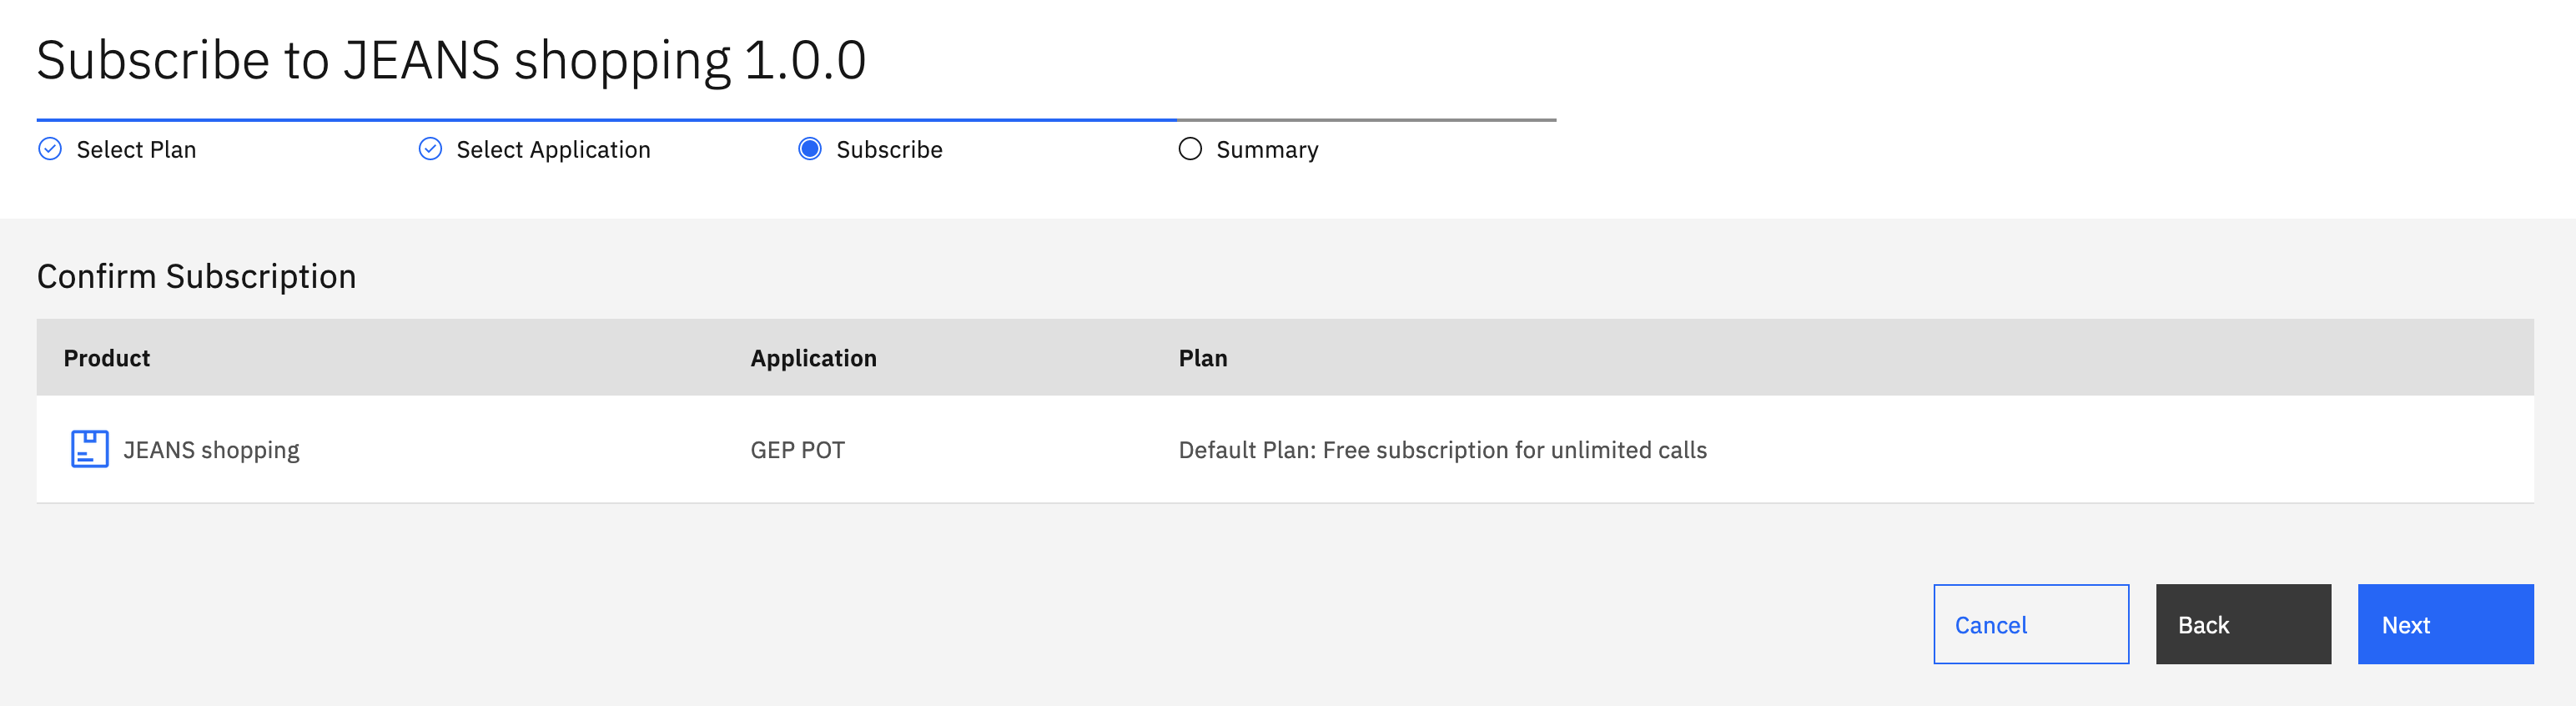 Subscribe to JEANS shopping 1.0.0
Select Plan Select Application Subscribe Summary
Confirm Subscription
Product Application Plan
JEANS shopping GEP POT Default Plan: Free subscription for unlimited calls
Cancel Back Next